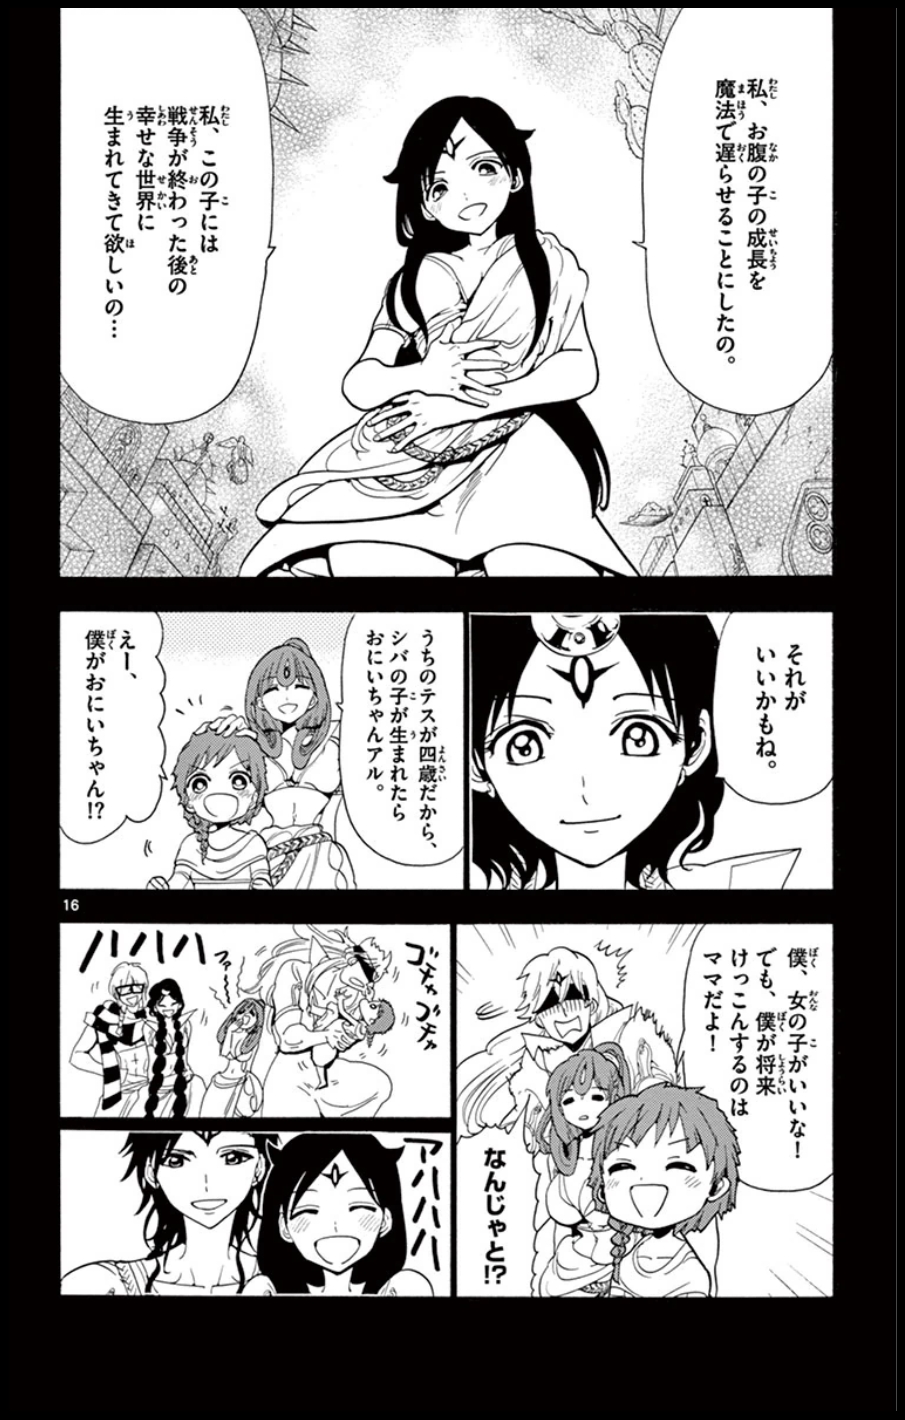 私、お腹の子の成長を
魔法で遅らせることにしたの。
私、この子には
戦争が終わった後の
幸せな世界に
生まれてきて欲しいの…
それが
いいかもね。
うちのテスが四歳だから、
シバの子が生まれたら
おにいちゃんアル。
えー、
僕がおにいちゃん!?
16
僕、女の子がいいな！
でも、僕が将来
けっこんするのは
ママだよ！
なんじゃと!?
ゴメッ ゴメッ
ファ〜
ハハハハ
アハハハ